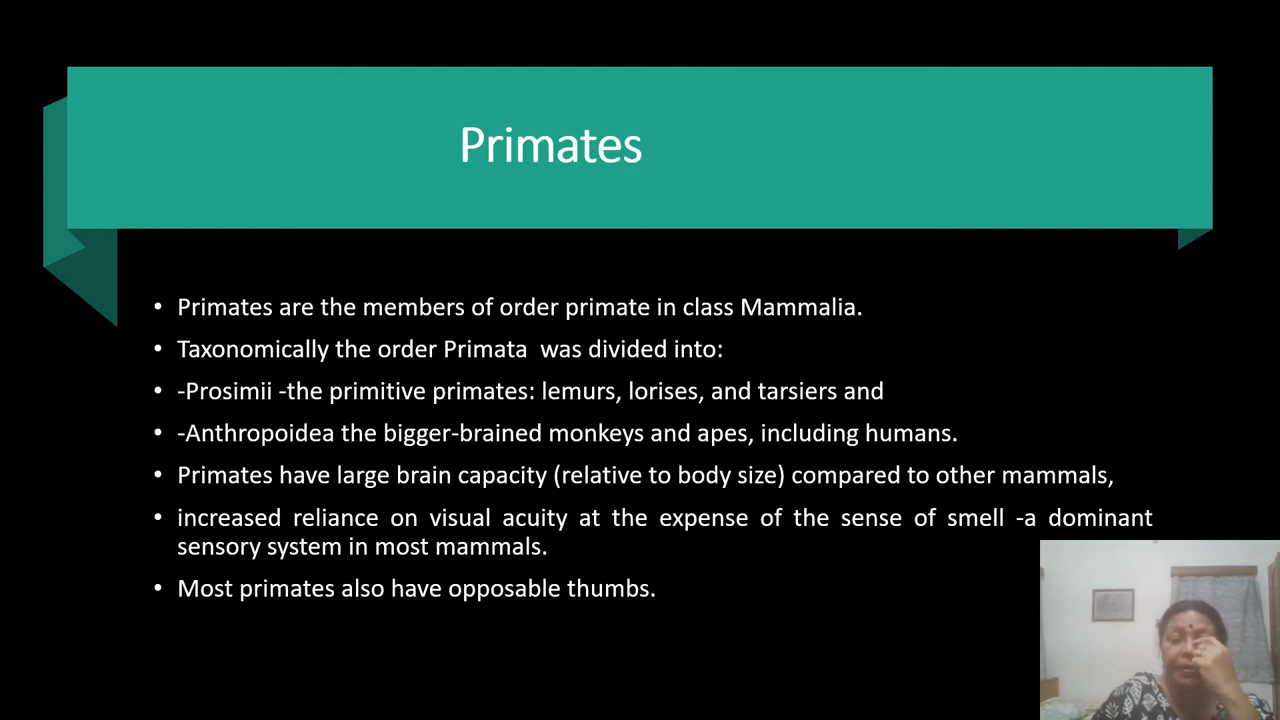 Primates
• Primates are the members of order primate in class Mammalia.
• Taxonomically the order Primata was divided into:
• -Prosimii -the primitive primates: lemurs, lorises, and tarsiers and
• -Anthropoidea the bigger-brained monkeys and apes, including humans.
• Primates have large brain capacity (relative to body size) compared to other mammals,
• increased reliance on visual acuity at the expense of the sense of smell -a dominant
sensory system in most mammals.
• Most primates also have opposable thumbs.